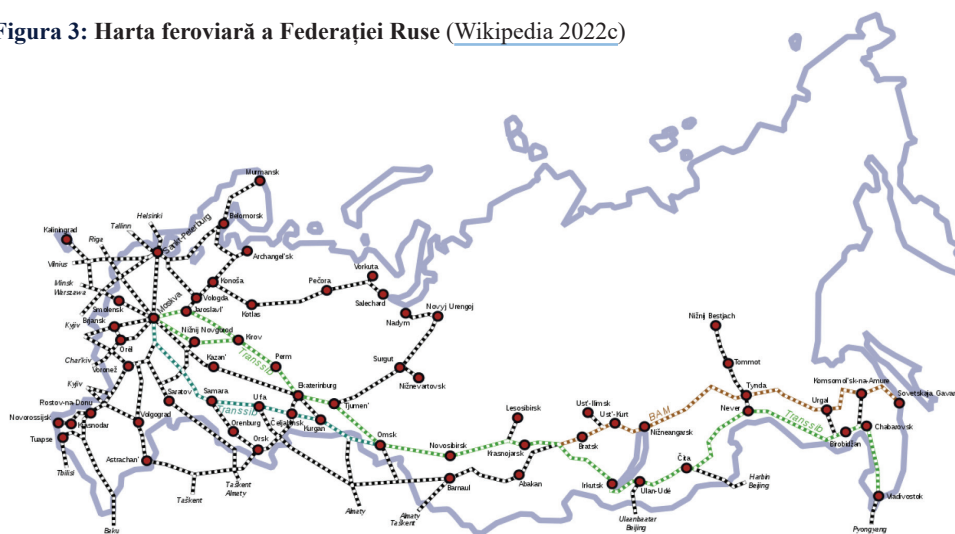 Figura 3: Harta feroviară a Federației Ruse (Wikipedia 2022c)
Murmansk
Helsinki
Tallinn
Belomorsk
Kaliningrad
Riga
Sankt-Peterburg
Vilnius
Archangel'sk
Minsk
Warszawa
Konoša
Pečora
Vorkuta
Salechard
Smolensk
Moskva
Vologda
Jaroslavl'
Kotlas
Nadym
Novyj Urengoj
Nižnij Bestjach
Kyjiv
Brjansk
Nižnij Novgorod
Kirov
Orël
Charkiv
Voronež
Kazan'
Transsib
Perm
Surgut
Nižnevartovsk
Tommot
Kyjiv
Ekaterinburg
Tjumen'
Tynda
Komsomol'sk-na-Amure
Rostov-na-Donu
Saratov
Samara
Ufa
Transsib
Čeljabinsk
Kurgan
Lesosibirsk
Ust'-Ilimsk
Ust'-Kurt
BAM
Never
Transsib
Urgal
Sovetskaja Gavan'
Novorossijsk
Krasnodar
Volgograd
Orenburg
Orsk
Omsk
Novosibirsk
Krasnojarsk
Bratsk
Nižneangarsk
Birobidžan
Chabarovsk
Tuapse
Tbilisi
Astrachan'
Taškent
Taškent
Almaty
Barnaul
Abakan
Irkutsk
Ulan-Udė
Čita
Harbin
Beijing
Vladivostok
Baku
Almaty
Almaty
Taškent
Ulaanbaatar
Beijing
Pyongyang